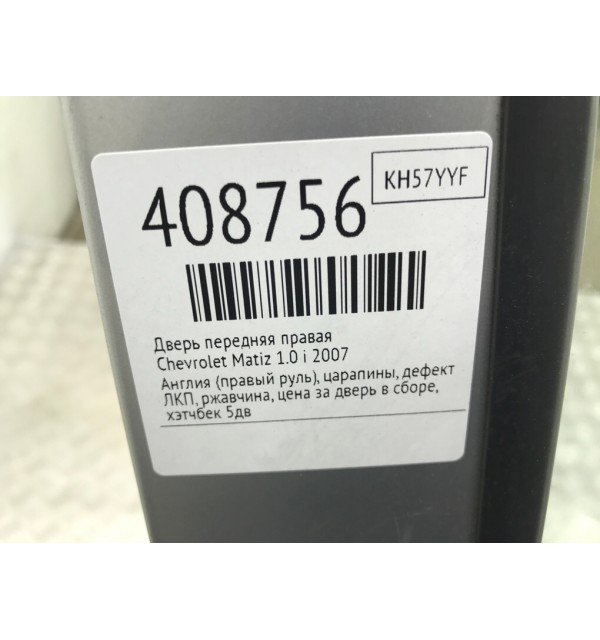 408756
KH57YYF
Дверь передняя правая
Chevrolet Matiz 1.0 i 2007
Англия (правый руль), царапины, дефект
ЛКП, ржавчина, цена за дверь в сборе,
хэтчбек 5дв